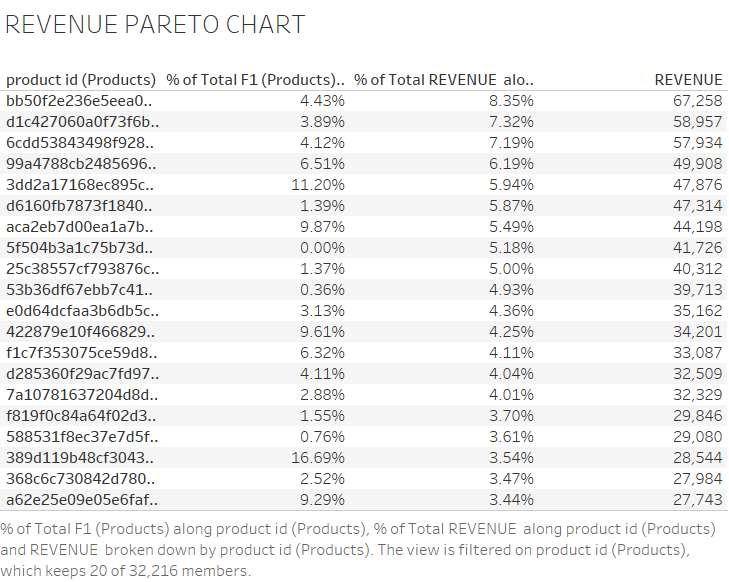 REVENUE PARETO CHART
product id (Products) % of Total F1 (Products).. % of Total REVENUE alo.. REVENUE
bb50f2e236e5eea0.. 4.43% 8.35% 67,258
d1c427060a0f73f6b.. 3.89% 7.32% 58,957
6cdd53843498f928.. 4.12% 7.19% 57,934
99a4788cb2485696.. 6.51% 6.19% 49,908
3dd2a17168ec895c.. 11.20% 5.94% 47,876
d6160fb7873f1840.. 1.39% 5.87% 47,314
aca2eb7d00ea1a7b.. 9.87% 5.49% 44,198
5f504b3a1c75b73d.. 0.00% 5.18% 41,726
25c38557cf793876c.. 1.37% 5.00% 40,312
53b36df67ebb7c41.. 0.36% 4.93% 39,713
e0d64dcfaa3b6db5c.. 3.13% 4.36% 35,162
422879e10f466829.. 9.61% 4.25% 34,201
f1c7f353075ce59d8.. 6.32% 4.11% 33,087
d285360f29ac7fd97.. 4.11% 4.04% 32,509
7a10781637204d8d.. 2.88% 4.01% 32,329
f819f0c84a64f02d3.. 1.55% 3.70% 29,846
588531f8ec37e7d5f.. 0.76% 3.61% 29,080
389d119b48cf3043.. 16.69% 3.54% 28,544
368c6c730842d780.. 2.52% 3.47% 27,984
a62e25e09e05e6faf.. 9.29% 3.44% 27,743
% of Total F1 (Products) along product id (Products), % of Total REVENUE along product id (Products)
and REVENUE broken down by product id (Products). The view is filtered on product id (Products),
which keeps 20 of 32,216 members.